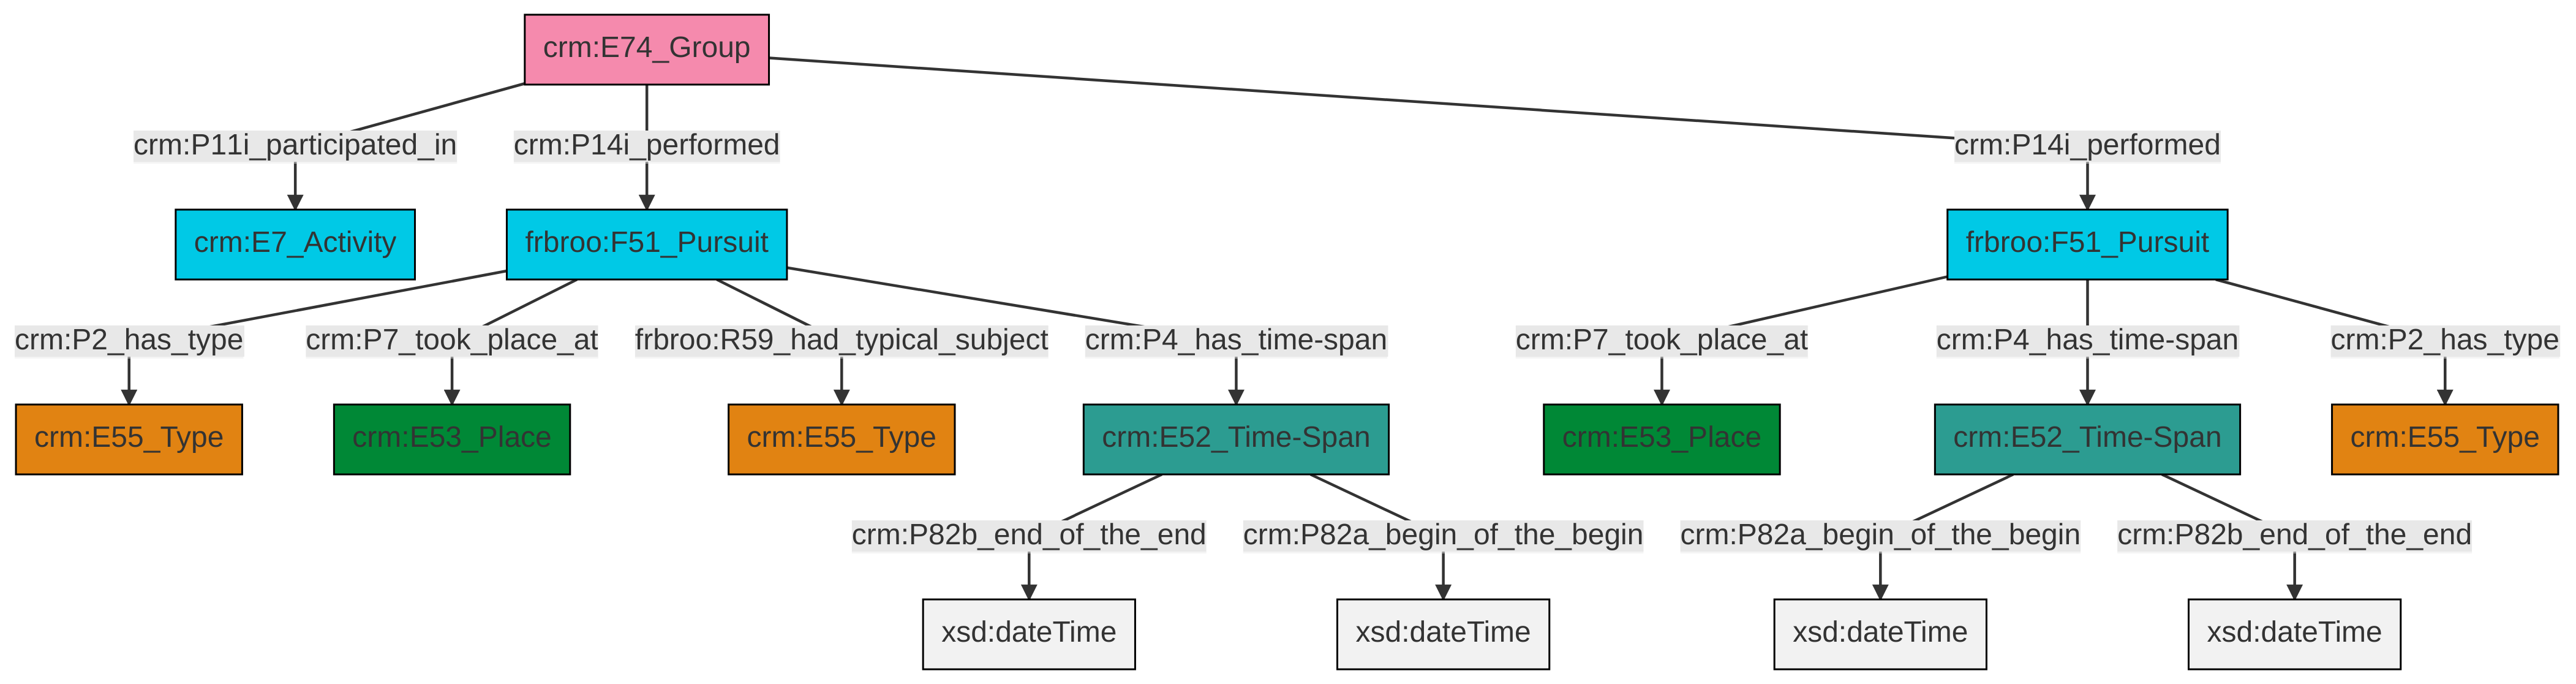 crm:E74_Group
crm:P11i_participated_in
crm:P14i_performed
crm:P14i_performed
crm:E7_Activity
frbroo:F51_Pursuit
frbroo:F51_Pursuit
crm:P2_has_type
crm:P7_took_place_at
frbroo:R59_had_typical_subject
crm:P4_has_time-span
crm:P7_took_place_at
crm:P4_has_time-span
crm:P2_has_type
crm:E55_Type
crm:E53_Place
crm:E55_Type
crm:E52_Time-Span
crm:E53_Place
crm:E52_Time-Span
crm:E55_Type
crm:P82b_end_of_the_end
crm:P82a_begin_of_the_begin
crm:P82a_begin_of_the_begin
crm:P82b_end_of_the_end
xsd:dateTime
xsd:dateTime
xsd:dateTime
xsd:dateTime